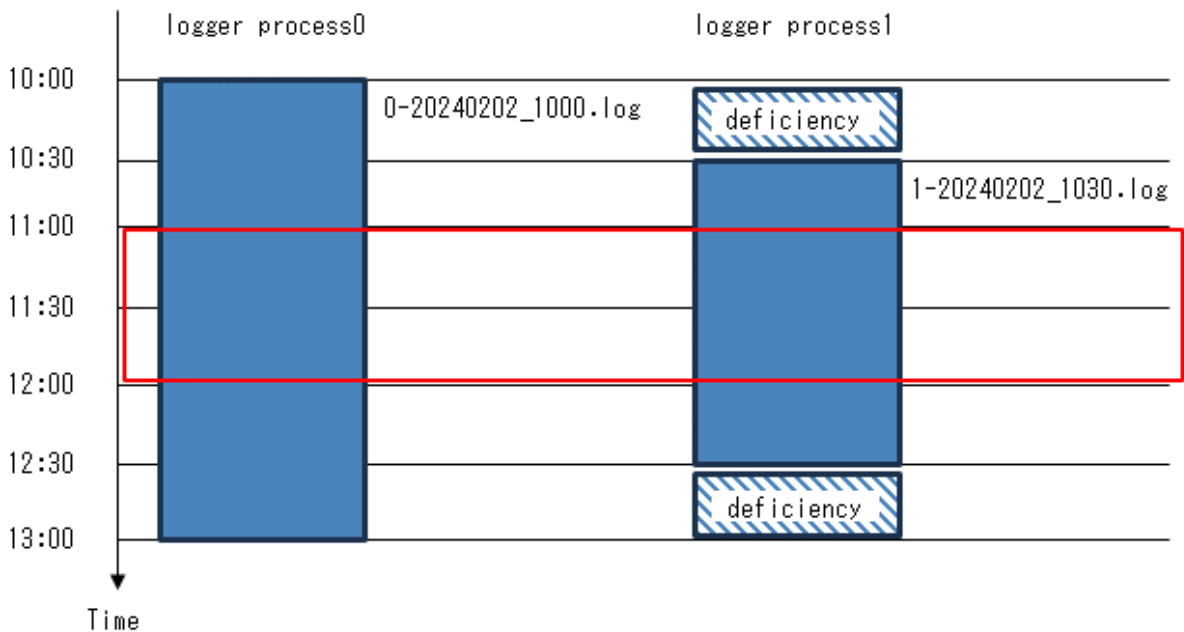 logger process0
logger process1
10:00
0-20240202_1000.log
deficiency
10:30
1-20240202_1030.log
11:00
11:30
12:00
12:30
deficiency
13:00
Time